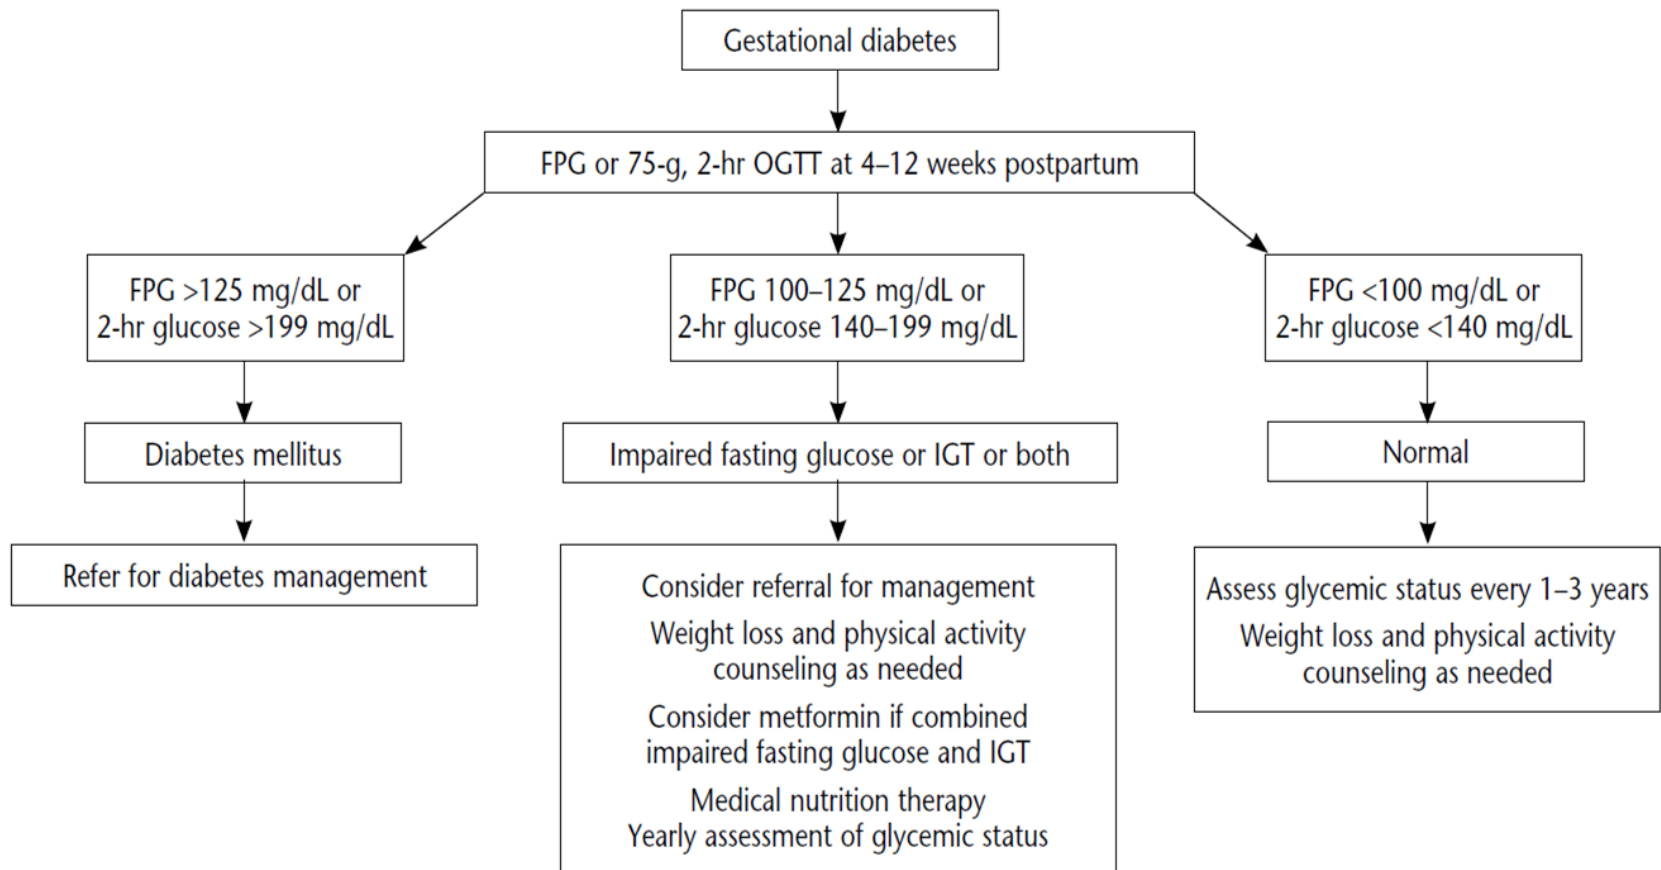 Gestational diabetes
FPG or 75-g, 2-hr OGTT at 4–12 weeks postpartum
FPG >125 mg/dL or
2-hr glucose >199 mg/dL
FPG 100–125 mg/dL or
2-hr glucose 140–199 mg/dL
FPG <100 mg/dL or
2-hr glucose <140 mg/dL
Diabetes mellitus
Impaired fasting glucose or IGT or both
Normal
Refer for diabetes management
Consider referral for management
Weight loss and physical activity
counseling as needed
Consider metformin if combined
impaired fasting glucose and IGT
Medical nutrition therapy
Yearly assessment of glycemic status
Assess glycemic status every 1–3 years
Weight loss and physical activity
counseling as needed